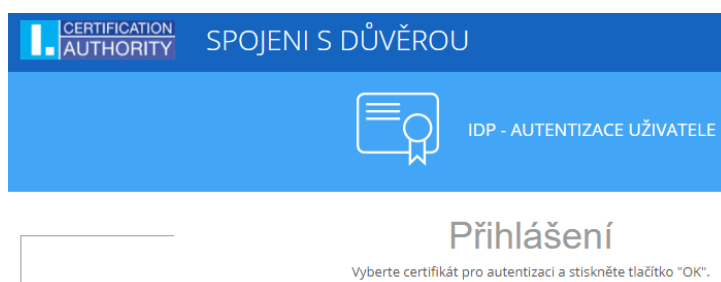 I. CERTIFICATION
AUTHORITY
SPOJENI S DŮVĚROU
IDP - AUTENTIZACE UŽIVATELE
Přihlášení
Vyberte certifikát pro autentizaci a stiskněte tlačítko "OK".